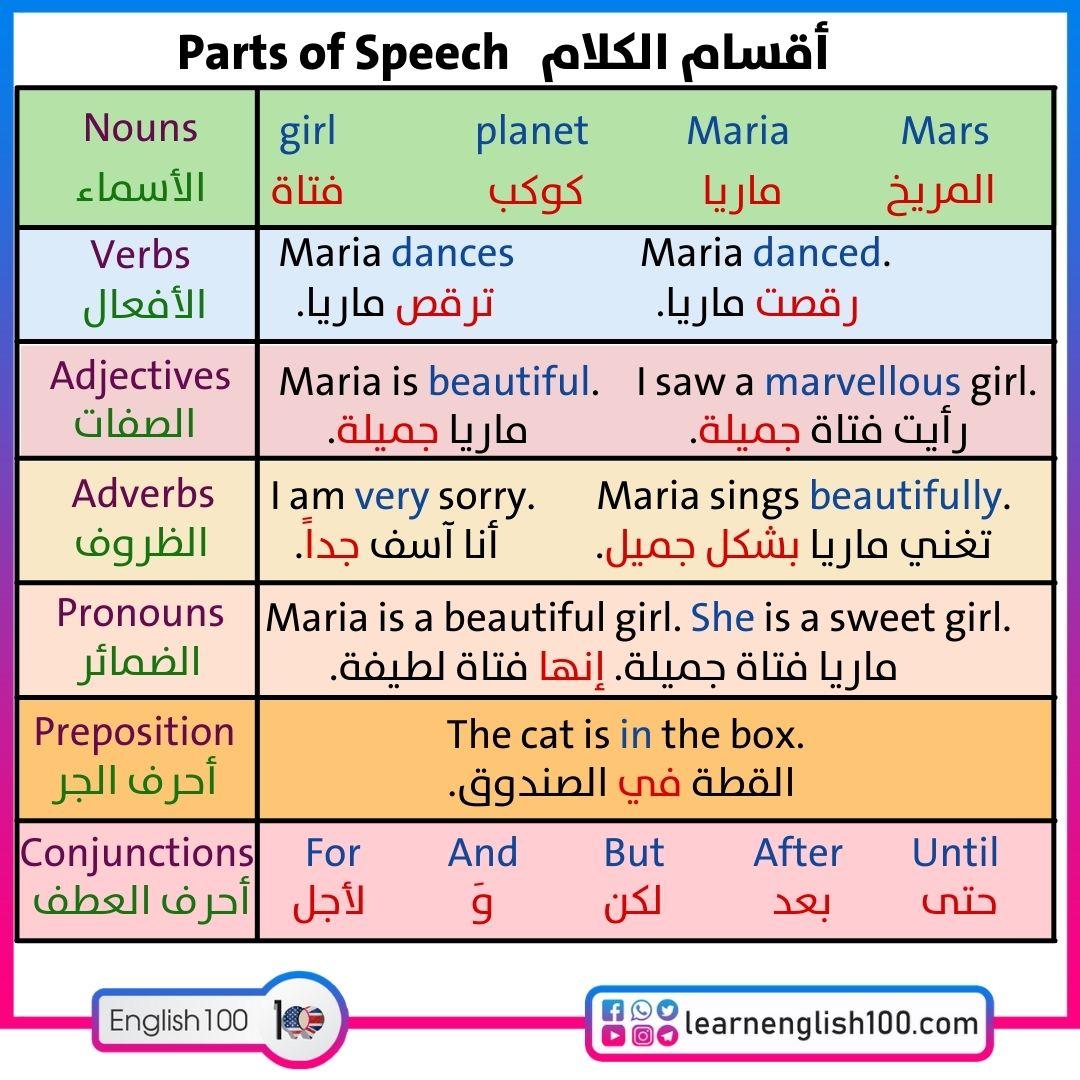 Parts of Speech أقسام الكلام
Nouns girl planet Maria Mars
الأسماء فتاة كوكب ماريا المريخ
Verbs Maria dances Maria danced.
الأفعال ترقص ماريا. رقصت ماريا.
Adjectives Maria is beautiful. I saw a marvellous girl.
الصفات ماريا جميلة. رأيت فتاة جميلة.
Adverbs I am very sorry. Maria sings beautifully.
الظروف أنا آسف جداً. تغني ماريا بشكل جميل.
Pronouns Maria is a beautiful girl. She is a sweet girl.
الضمائر ماريا فتاة جميلة. إنها فتاة لطيفة.
Preposition The cat is in the box.
أحرف الجر القطة في الصندوق.
Conjunctions For And But After Until
أحرف العطف لأجل وَ لكن بعد حتى
English100 100 learnenglish100.com